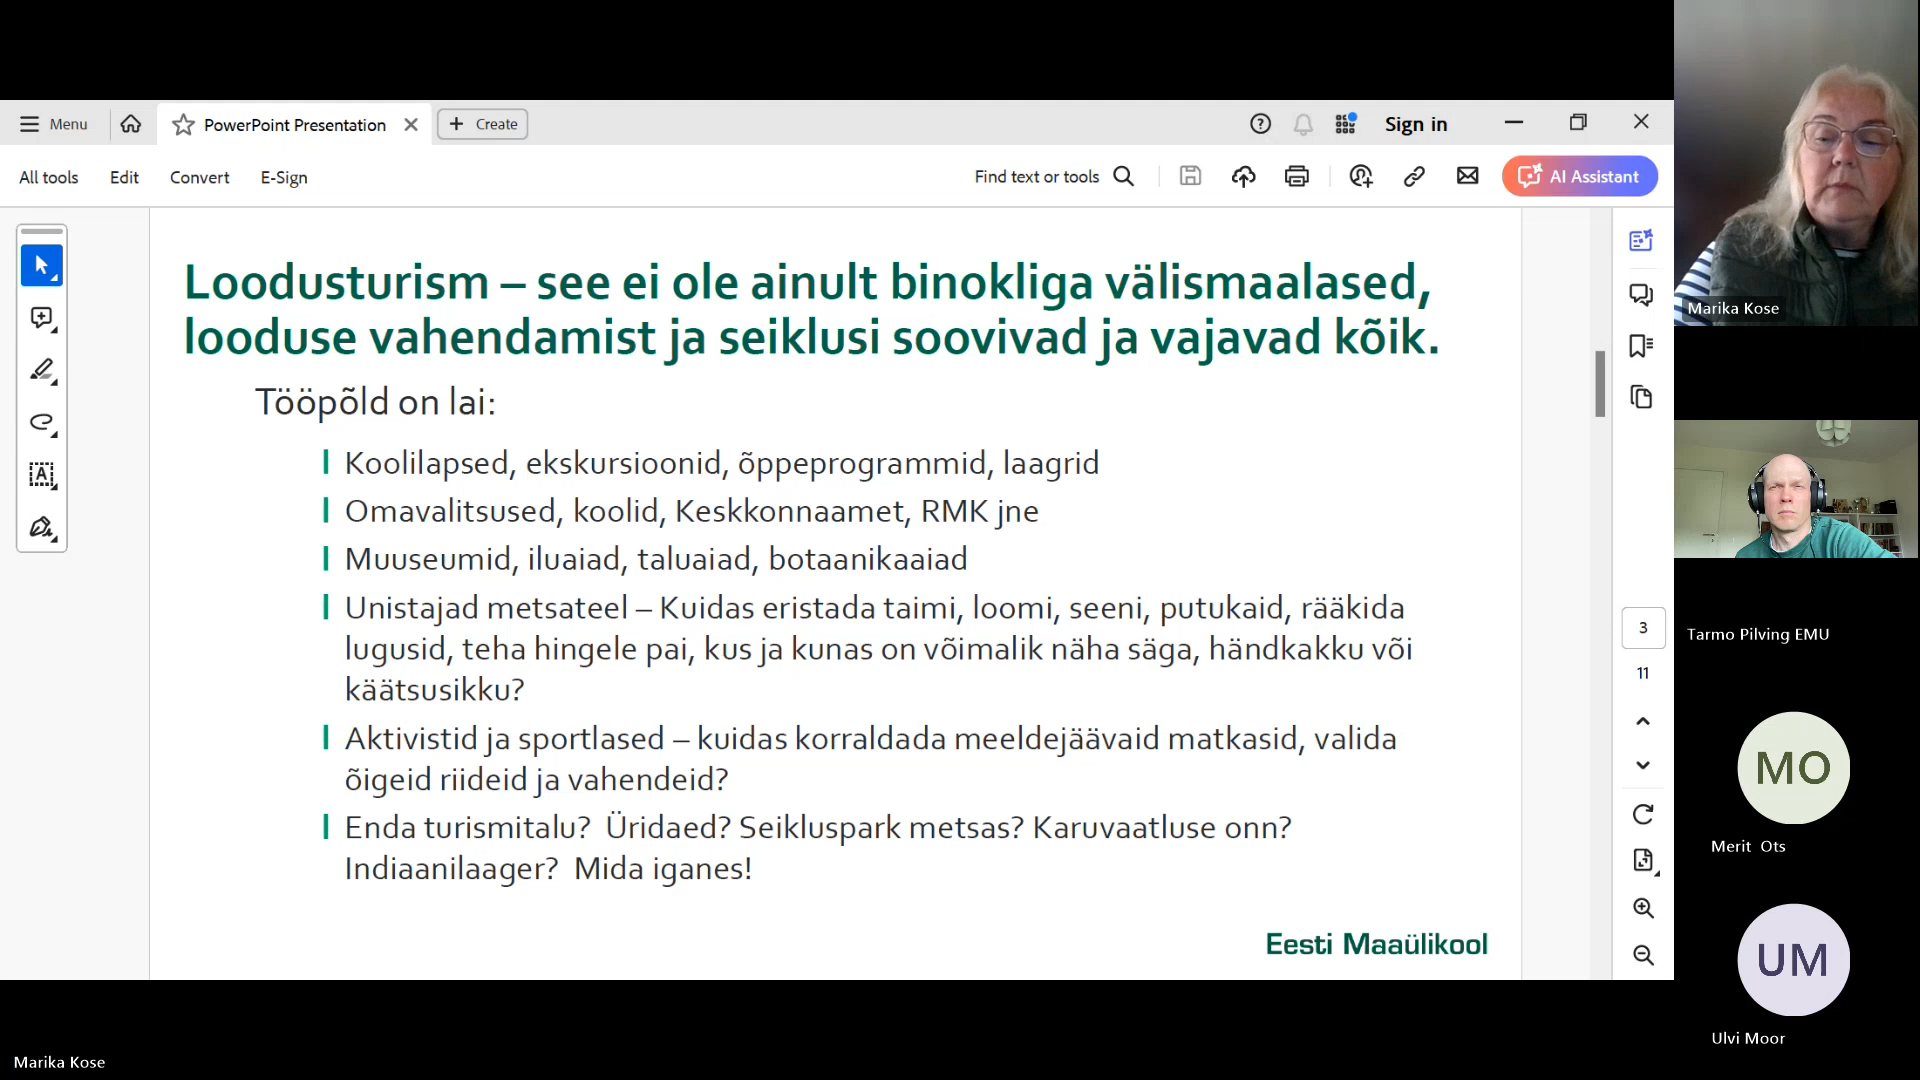 Menu
PowerPoint Presentation
Create
Sign in
All tools
Edit
Convert
E-Sign
Find text or tools
AI Assistant
Loodusturism – see ei ole ainult binokliga välismaalased,
looduse vahendamist ja seiklusi soovivad ja vajavad kõik.
Tööpõld on lai:
Koolilapsed, ekskursioonid, õppeprogrammid, laagrid
Omavalitsused, koolid, Keskkonnaamet, RMK jne
Muuseumid, iluaiad, taluaiad, botaanikaaiad
Unistajad metsateel – Kuidas eristada taimi, loomi, seeni, putukaid, rääkida
lugusid, teha hingele pai, kus ja kunas on võimalik näha säga, händkakku või
käätsusikku?
Aktivistid ja sportlased – kuidas korraldada meeldejäävaid matkasid, valida
õigeid riideid ja vahendeid?
Enda turismitalu?  Üridaed? Seikluspark metsas? Karuvaatluse onn?
Indiaanilaager?  Mida iganes!
Eesti Maaülikool
3
11
Marika Kose
Tarmo Pilving EMU
MO
Merit Ots
UM
Ulvi Moor
Marika Kose